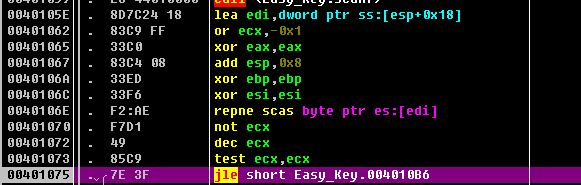 0040105E . 8D7C24 18 lea edi,dword ptr ss:[esp+0x18]
00401062 . 83C9 FF or ecx,-0x1
00401065 . 33C0 xor eax,eax
00401067 . 83C4 08 add esp,0x8
0040106A . 33ED xor ebp,ebp
0040106C . 33F6 xor esi,esi
0040106E . F2:AE repne scas byte ptr es:[edi]
00401070 . F7D1 not ecx
00401072 . 49 dec ecx
00401073 . 85C9 test ecx,ecx
00401075 . 7E 3F jle short Easy_Key.004010B6